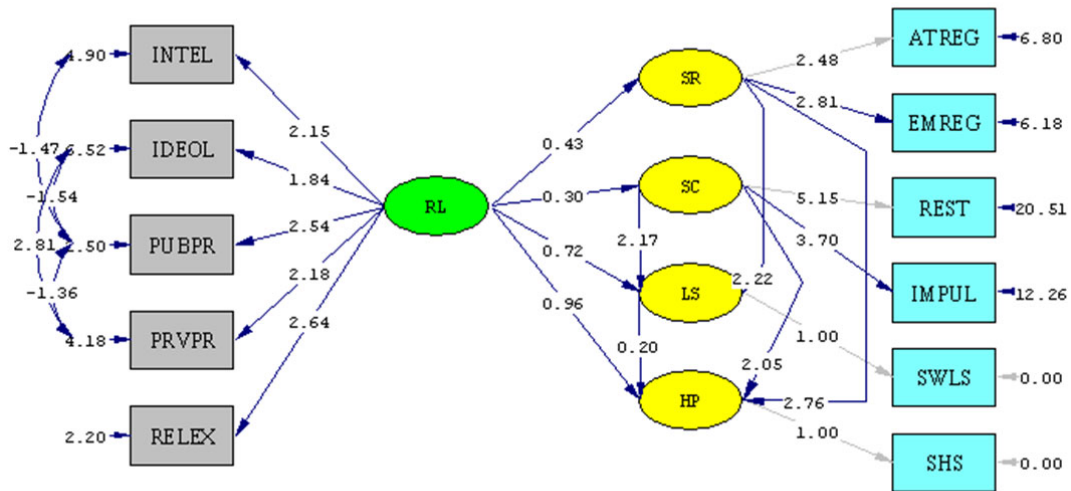 4.90 INTEL
-1.47
6.52 IDEOL
-1.54
2.50 PUBPR
2.81
-1.36
4.18 PRVPR
2.20 RELEX
2.15
1.84
2.54
2.18
2.64
RL
0.43
0.30
0.72
0.96
SR
SC
2.17
LS
0.20
HP
2.48
2.81
5.15
3.70
2.22
1.00
2.05
2.76
1.00
ATREG 6.80
EMREG 6.18
REST 20.51
IMPUL 12.26
SWLS 0.00
SHS 0.00